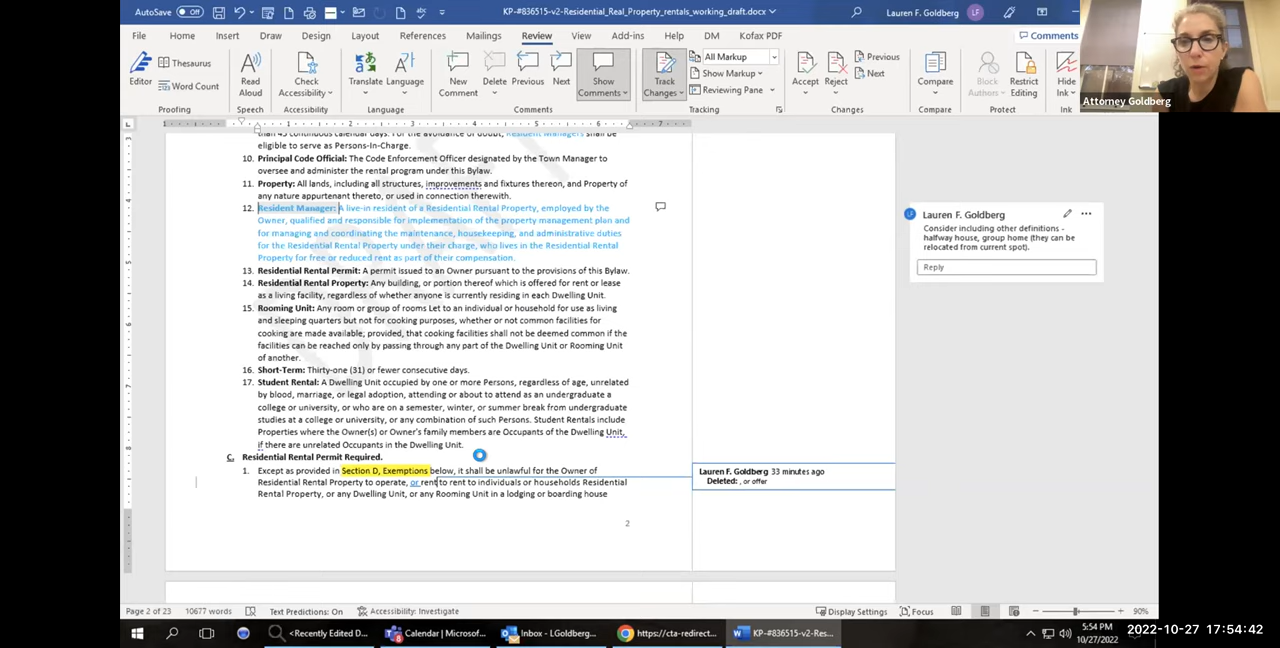 AutoSave Off
KP-#836515-v2-Residential_Real_Property_rentals_working_draft.docx
Lauren F. Goldberg LF
File Home Insert Draw Design Layout References Mailings Review View Add-ins Help DM Kofax PDF Comments
Editor
Thesaurus
Word Count
Proofing
Read Aloud
Speech
Check Accessibility
Accessibility
Translate
Language
Language
New Comment
Delete
Previous
Next
Show Comments
Comments
Track Changes
All Markup
Show Markup
Reviewing Pane
Tracking
Accept
Reject
Previous
Next
Changes
Compare
Compare
Block Authors
Restrict Editing
Protect
Hide Ink
Ink
Attorney Goldberg
than 45 continuous calendar days. For the avoidance of doubt, Resident Managers shall be
eligible to serve as Persons-In-Charge.
10. Principal Code Official: The Code Enforcement Officer designated by the Town Manager to
oversee and administer the rental program under this Bylaw.
11. Property: All lands, including all structures, improvements and fixtures thereon, and Property of
any nature appurtenant thereto, or used in connection therewith.
12. Resident Manager: A live-in resident of a Residential Rental Property, employed by the
Owner, qualified and responsible for implementation of the property management plan and
for managing and coordinating the maintenance, housekeeping, and administrative duties
for the Residential Rental Property under their charge, who lives in the Residential Rental
Property for free or reduced rent as part of their compensation.
13. Residential Rental Permit: A permit issued to an Owner pursuant to the provisions of this Bylaw.
14. Residential Rental Property: Any building, or portion thereof which is offered for rent or lease
as a living facility, regardless of whether anyone is currently residing in each Dwelling Unit.
15. Rooming Unit: Any room or group of rooms Let to an individual or household for use as living
and sleeping quarters but not for cooking purposes, whether or not common facilities for
cooking are made available; provided, that cooking facilities shall not be deemed common if the
facilities can be reached only by passing through any part of the Dwelling Unit or Rooming Unit
of another.
16. Short-Term: Thirty-one (31) or fewer consecutive days.
17. Student Rental: A Dwelling Unit occupied by one or more Persons, regardless of age, unrelated
by blood, marriage, or legal adoption, attending or about to attend as an undergraduate a
college or university, or who are on a semester, winter, or summer break from undergraduate
studies at a college or university, or any combination of such Persons. Student Rentals include
Properties where the Owner(s) or Owner's family members are Occupants of the Dwelling Unit,
if there are unrelated Occupants in the Dwelling Unit.
C. Residential Rental Permit Required.
1. Except as provided in Section D, Exemptions below, it shall be unlawful for the Owner of
Residential Rental Property to operate, or rent to rent to individuals or households Residential
Rental Property, or any Dwelling Unit, or any Rooming Unit in a lodging or boarding house
2
Lauren F. Goldberg
Consider including other definitions -
halfway house, group home (they can be
relocated from current spot).
Reply
Lauren F. Goldberg 33 minutes ago
Deleted: , or offer
Page 2 of 23 10677 words Text Predictions: On Accessibility: Investigate Display Settings Focus 90%
<Recently Edited D...
Calendar | Microsof...
Inbox - LGoldberg...
https://cta-redirect...
KP-#836515-v2-Res...
5:54 PM
10/27/2022
2022-10-27 17:54:42